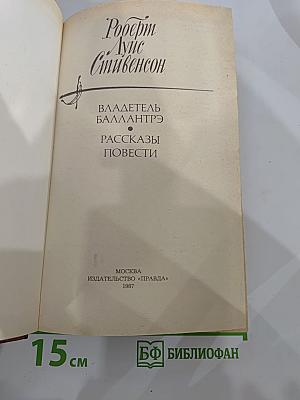 Роберт
Луис
Стивенсон
ВЛАДЕТЕЛЬ
БАЛЛАНТРЭ
•
РАССКАЗЫ
ПОВЕСТИ
МОСКВА
ИЗДАТЕЛЬСТВО «ПРАВДА»
1987
15 см
БФ БИБЛИОФАН